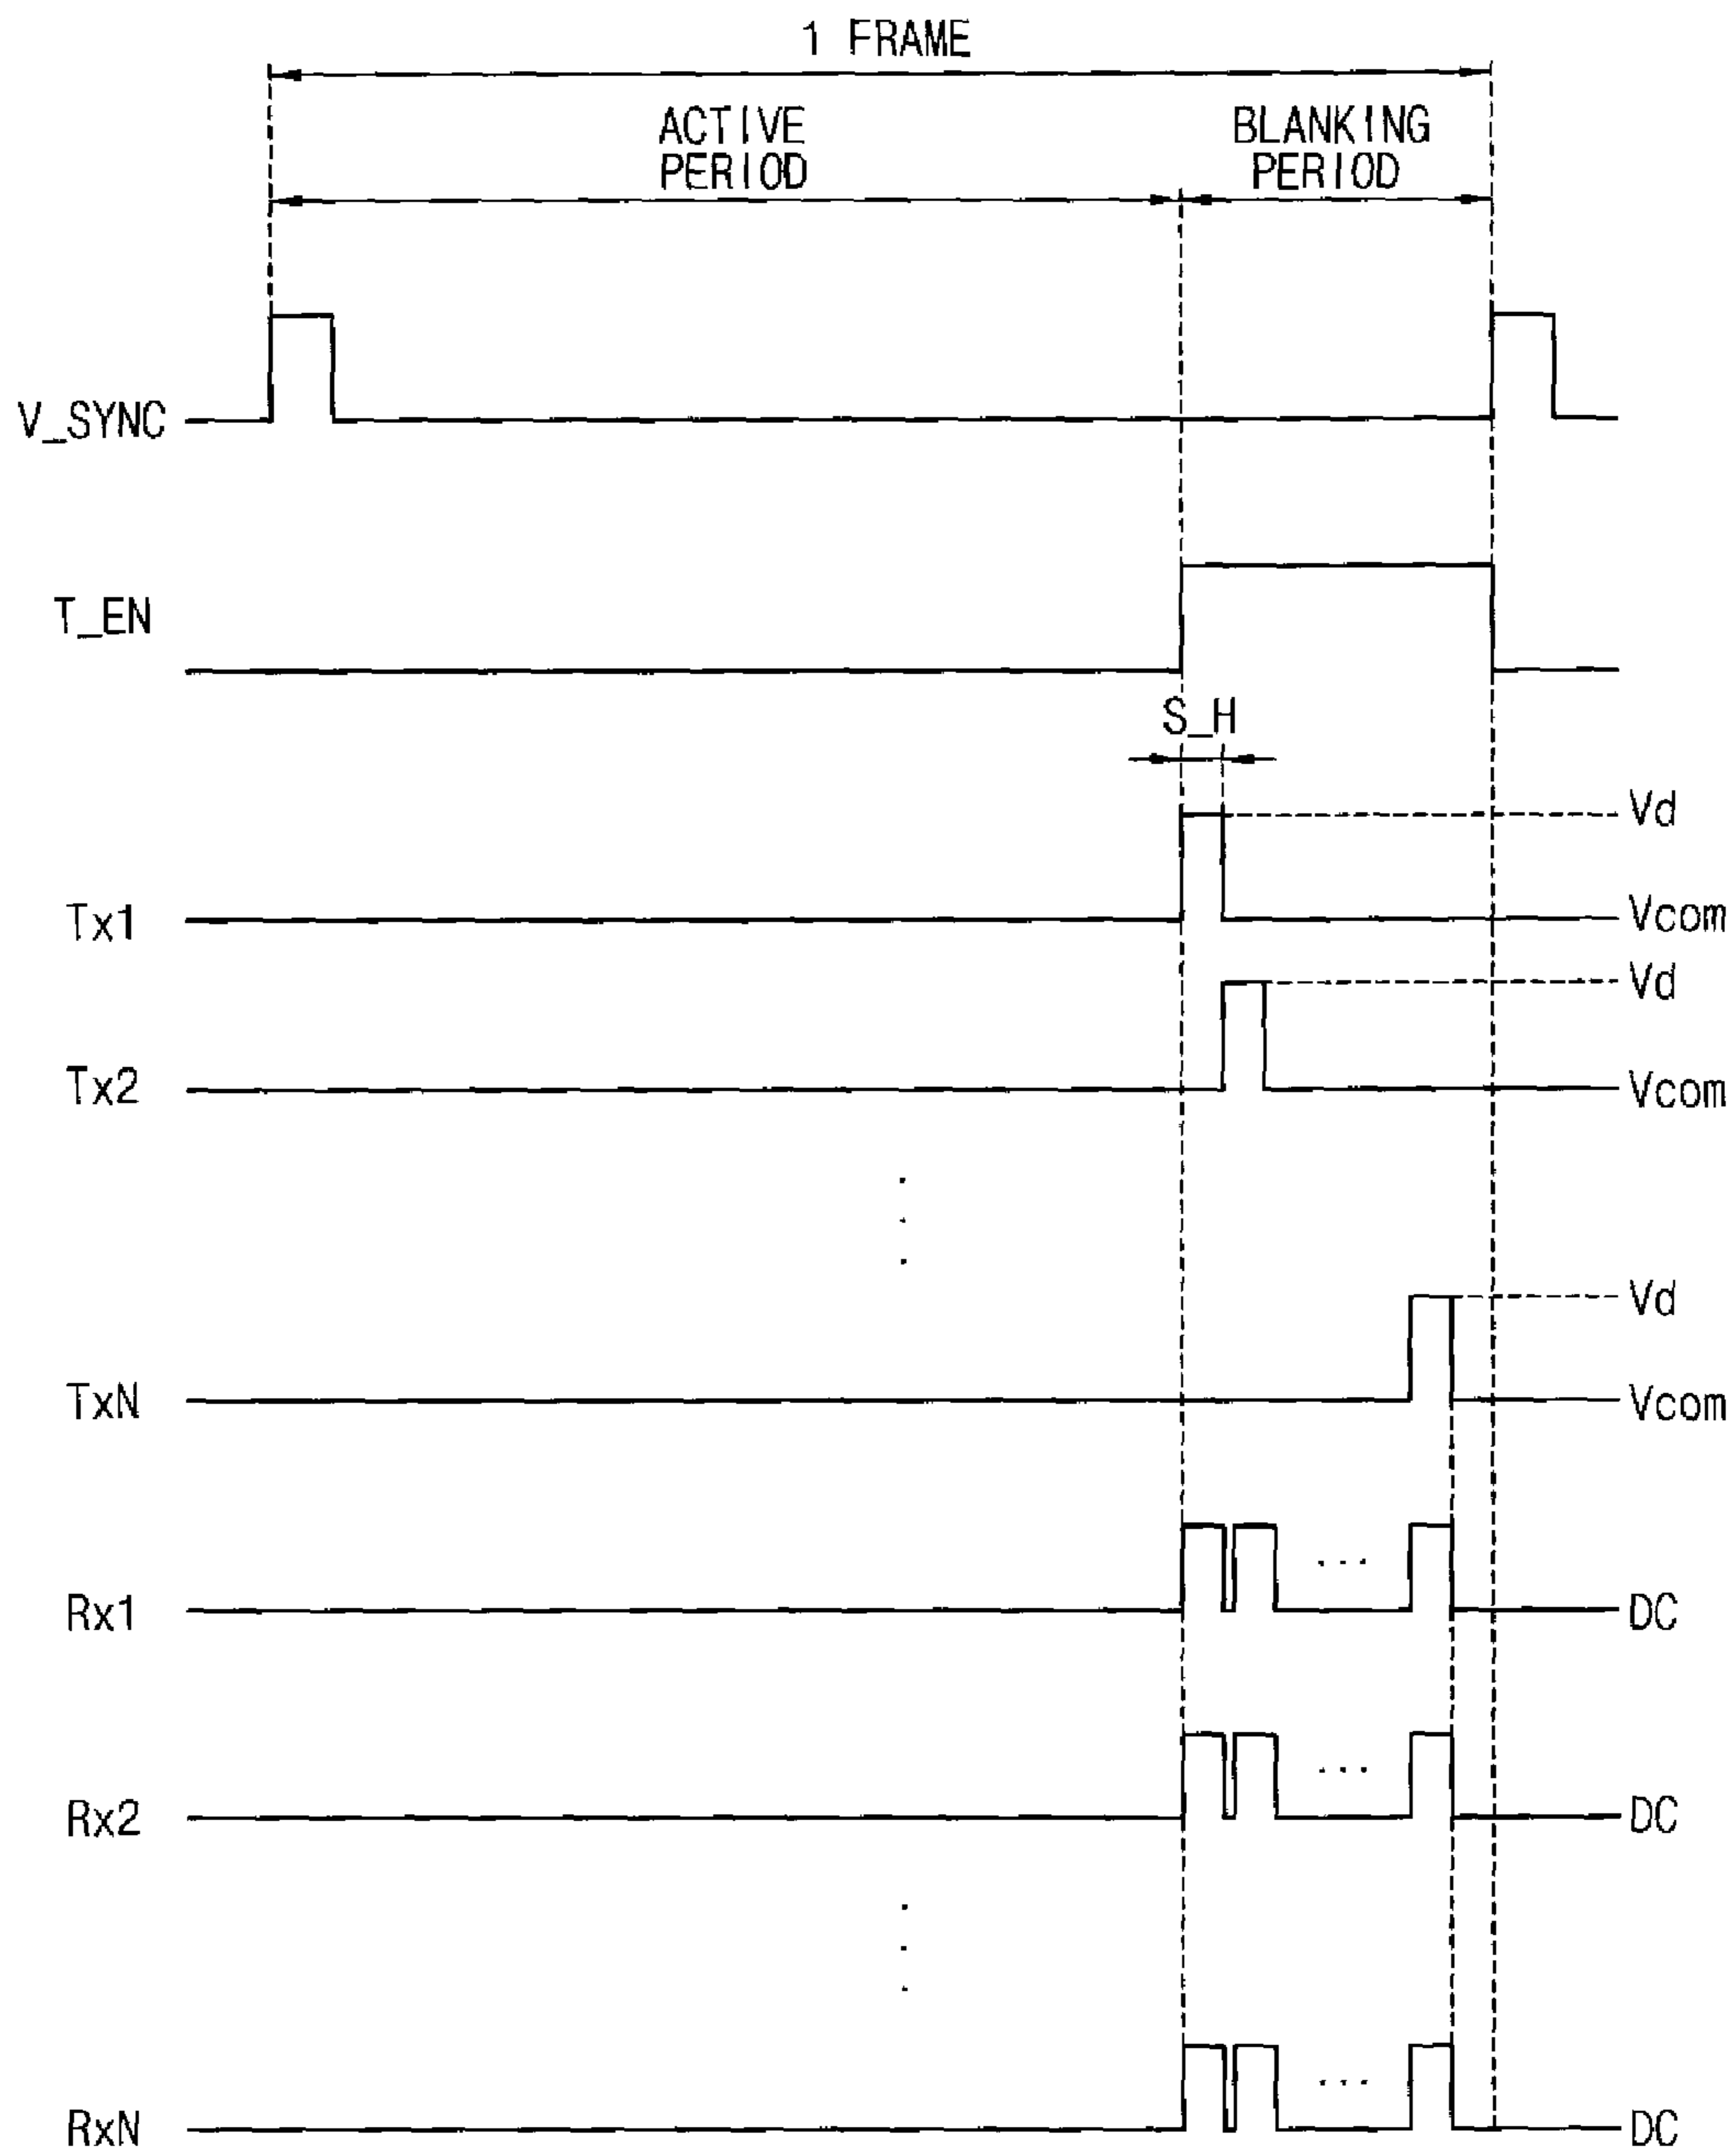 1 FRAME
ACTIVE
PERIOD
BLANKING
PERIOD
V_SYNC
T_EN
S_H
Vd
Tx1
Vcom
Vd
Tx2
Vcom
Vd
TxN
Vcom
...
Rx1
DC
...
Rx2
DC
...
RxN
DC